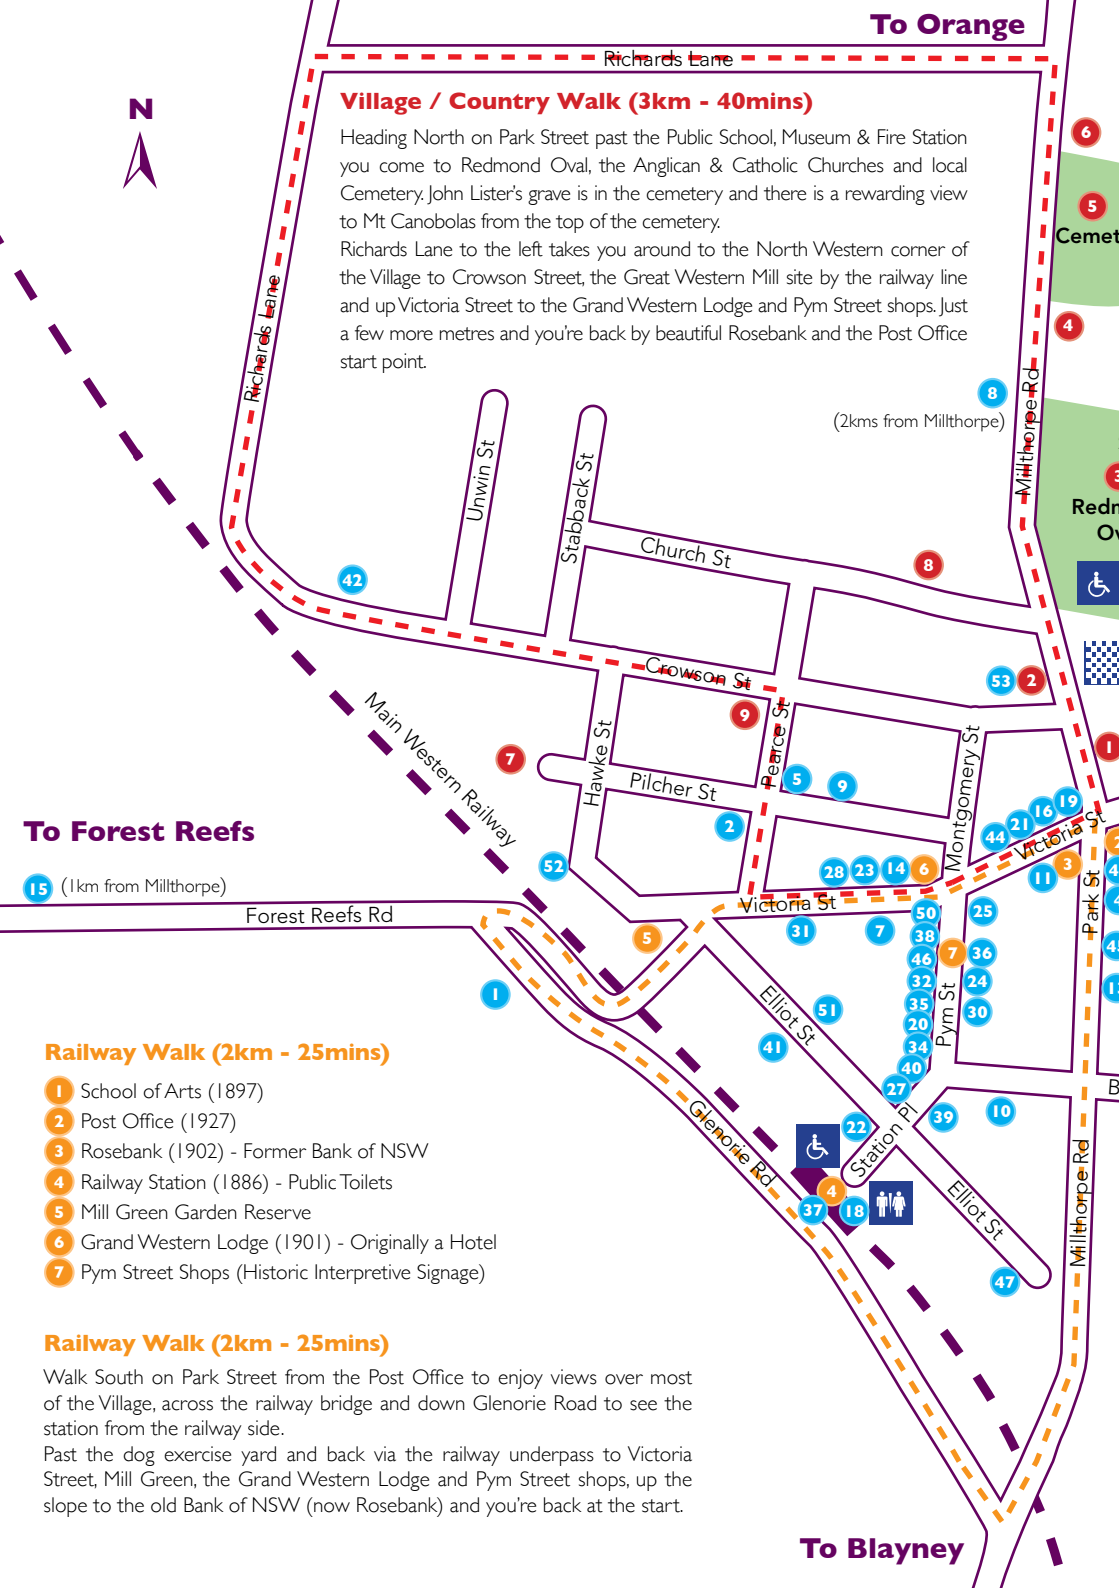 To Orange
Richards Lane
N
Village / Country Walk (3km - 40mins)
Heading North on Park Street past the Public School, Museum & Fire Station
you come to Redmond Oval, the Anglican & Catholic Churches and local
Cemetery. John Lister's grave is in the cemetery and there is a rewarding view
to Mt Canobolas from the top of the cemetery.
Richards Lane to the left takes you around to the North Western corner of
the Village to Crowson Street, the Great Western Mill site by the railway line
and up Victoria Street to the Grand Western Lodge and Pym Street shops. Just
a few more metres and you're back by beautiful Rosebank and the Post Office
start point.
6
5
Cemet
4
Richards Lane
8
(2kms from Millthorpe)
Millthorpe Rd
3
Redm
Ov
Unwin St
Stabback St
Church St
8
42
Crowson St
53
2
9
1
7
Main Western Railway
Hawke St
Pilcher St
Pearce St
5
9
2
Montgomery St
44
21
16
19
Victoria St
To Forest Reefs
15
(1km from Millthorpe)
52
28
23
14
6
11
3
2
4
4
Forest Reefs Rd
Victoria St
Park St
5
31
7
50
25
38
46
7
36
45
32
24
1
35
30
20
34
40
27
Pym St
1
Elliot St
51
41
B
Railway Walk (2km - 25mins)
1 School of Arts (1897)
2 Post Office (1927)
3 Rosebank (1902) - Former Bank of NSW
4 Railway Station (1886) - Public Toilets
5 Mill Green Garden Reserve
6 Grand Western Lodge (1901) - Originally a Hotel
7 Pym Street Shops (Historic Interpretive Signage)
Glenorie Rd
22
Station Pl
39
10
4
37
18
Elliot St
47
Millthorpe Rd
Railway Walk (2km - 25mins)
Walk South on Park Street from the Post Office to enjoy views over most
of the Village, across the railway bridge and down Glenorie Road to see the
station from the railway side.
Past the dog exercise yard and back via the railway underpass to Victoria
Street, Mill Green, the Grand Western Lodge and Pym Street shops, up the
slope to the old Bank of NSW (now Rosebank) and you're back at the start.
To Blayney